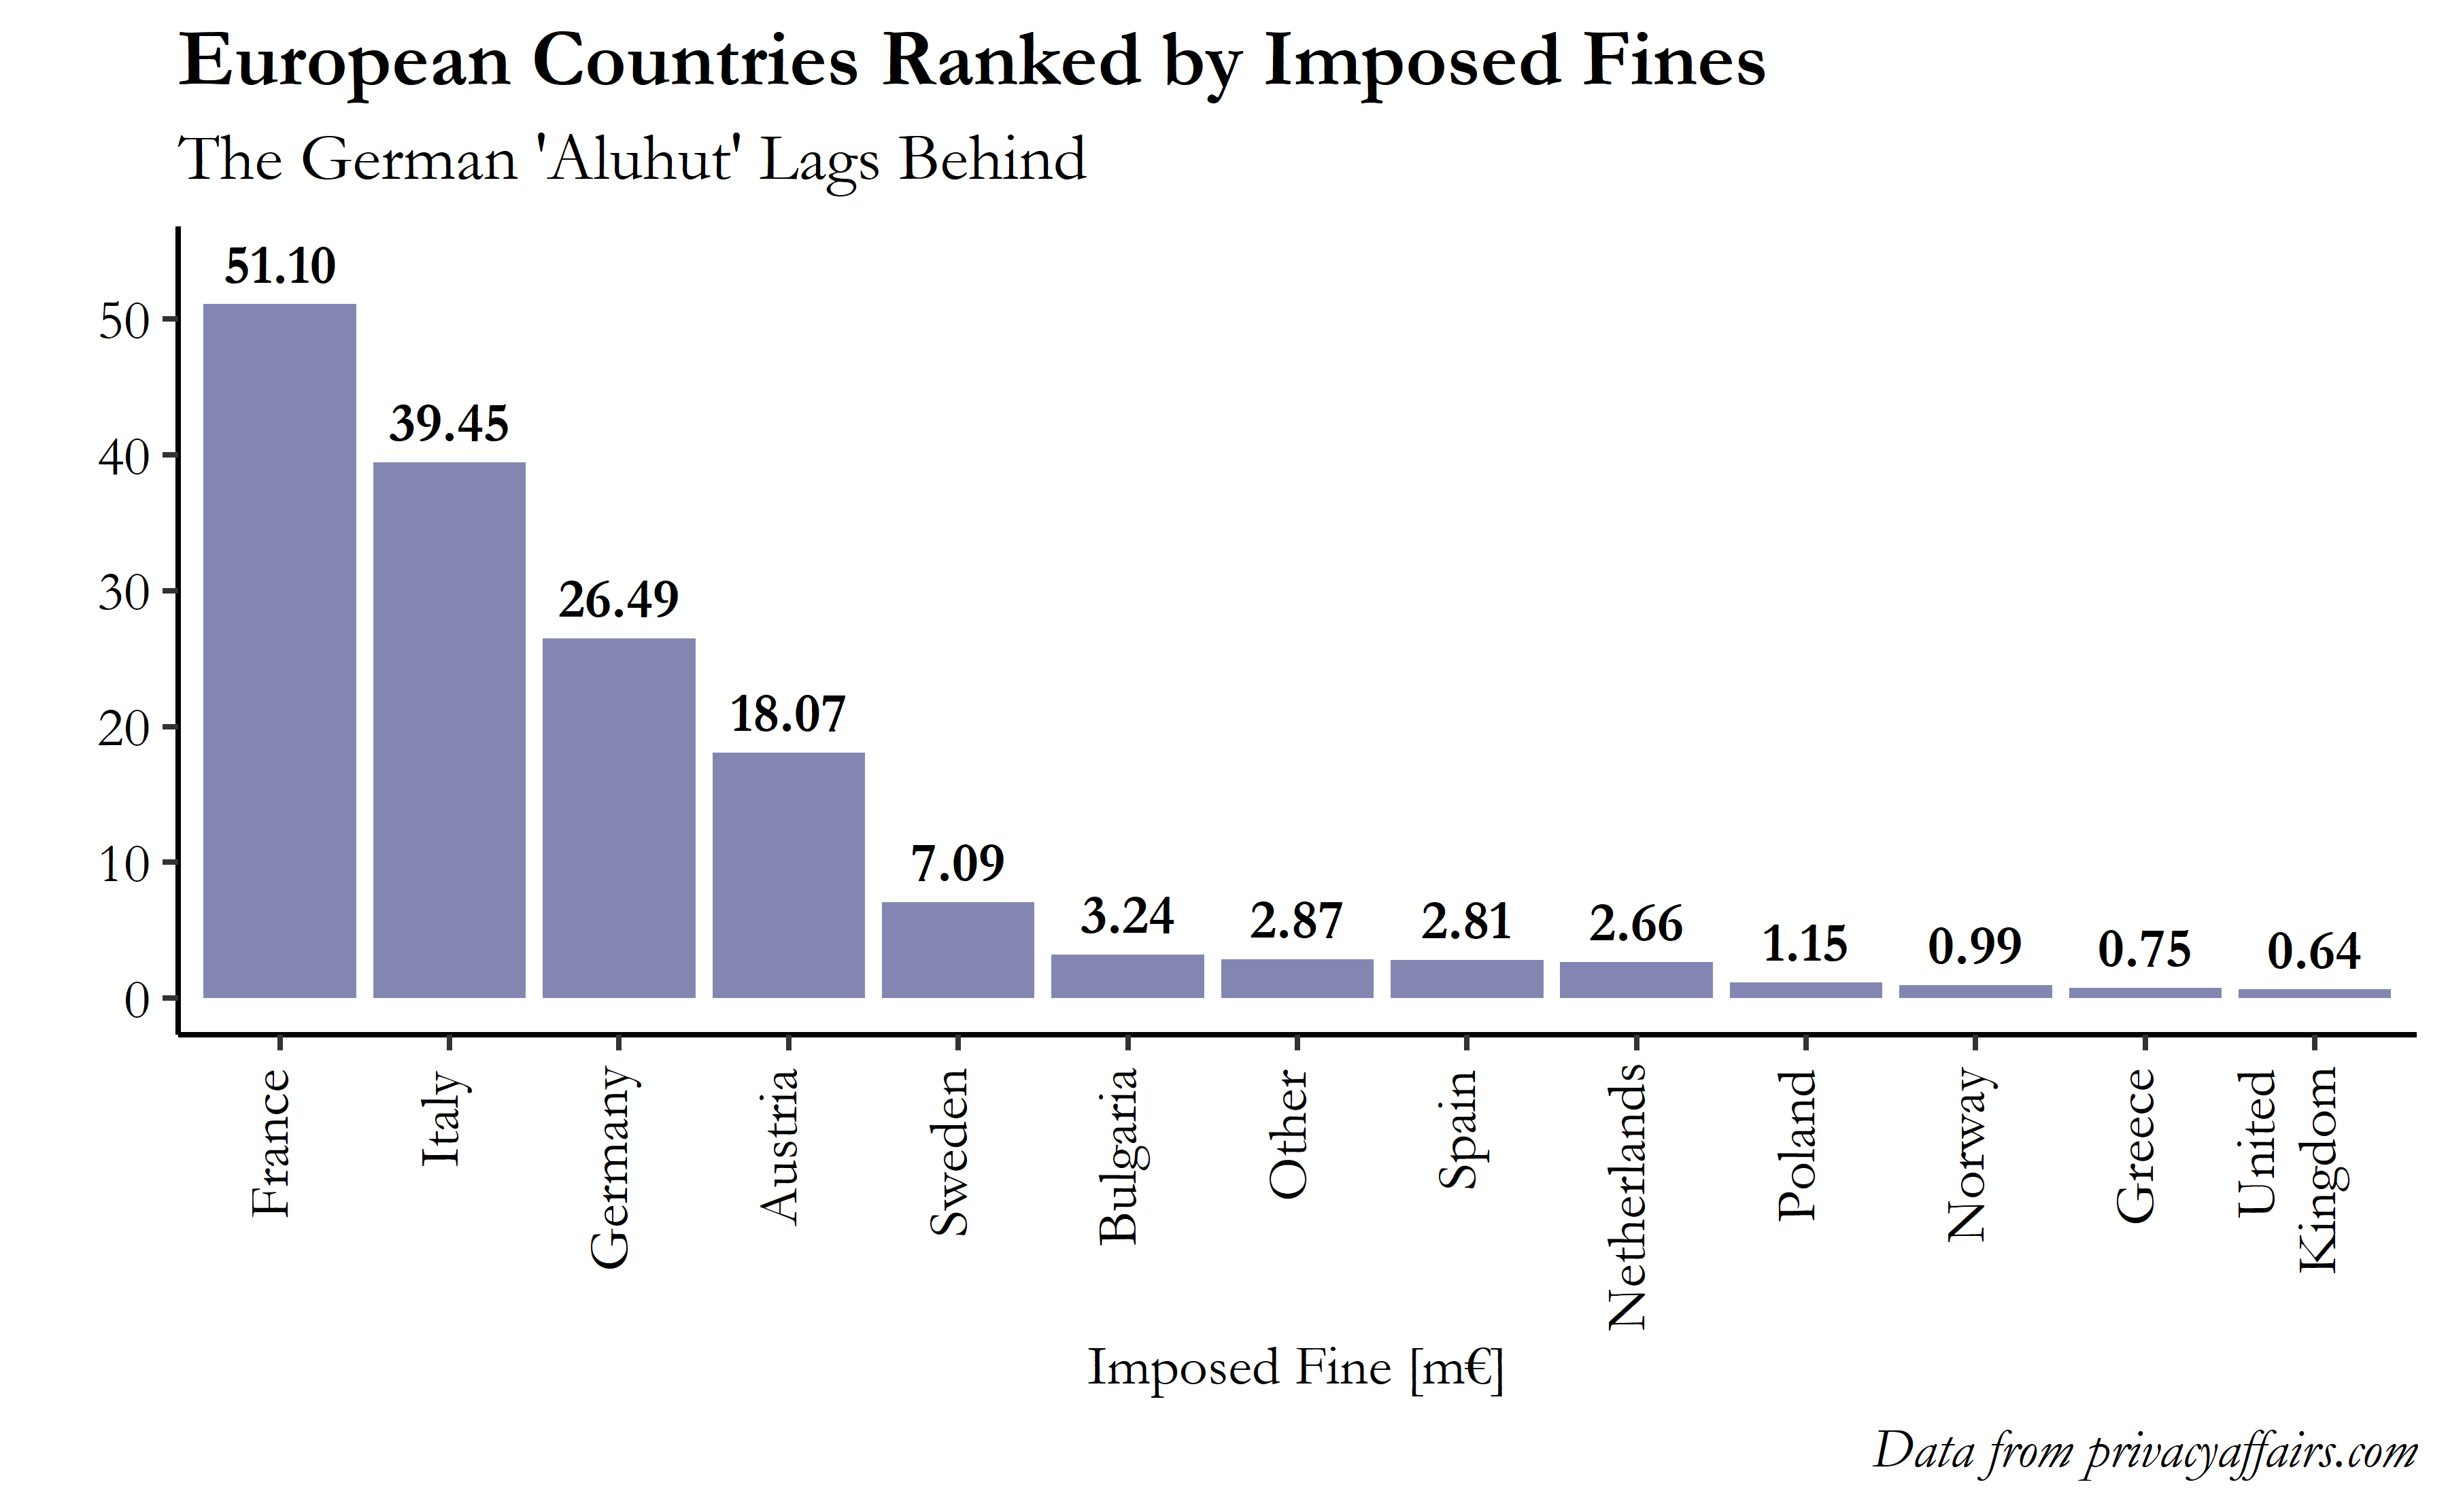 European Countries Ranked by Imposed Fines
The German 'Aluhut' Lags Behind
51.10
39.45
26.49
18.07
7.09
3.24
2.87
2.81
2.66
1.15
0.99
0.75
0.64
50
40
30
20
10
0
France
Italy
Germany
Austria
Sweden
Bulgaria
Other
Spain
Netherlands
Poland
Norway
Greece
United
Kingdom
Imposed Fine [m€]
Data from privacyaffairs.com